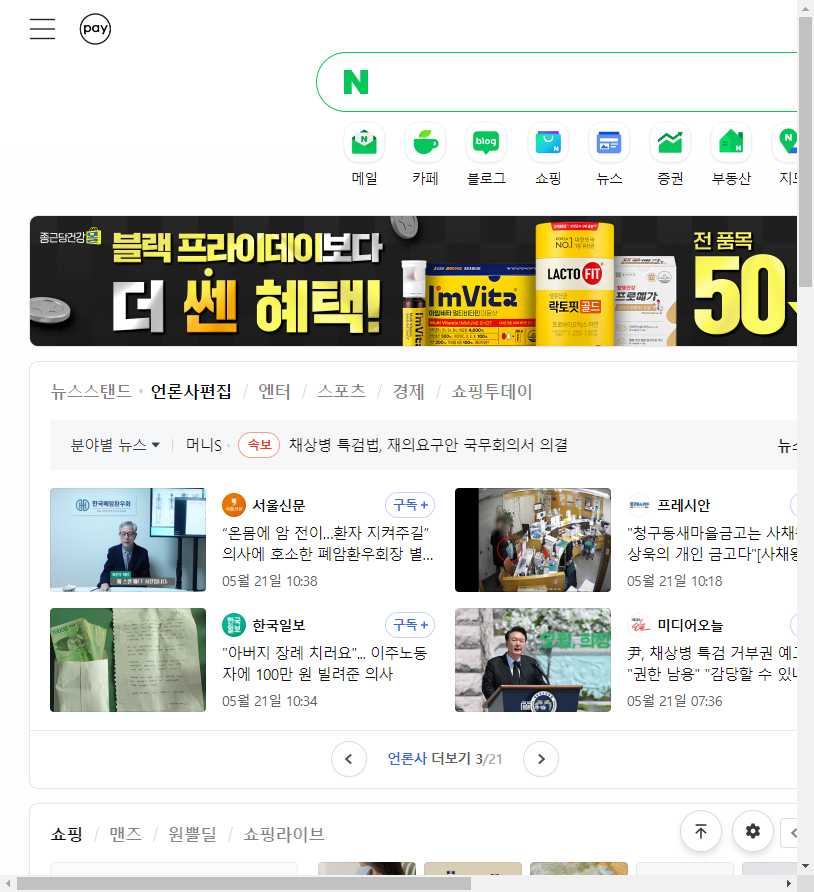 pay
N
메일 카페 블로그 쇼핑 뉴스 증권 부동산 지도
종근당건강
블랙 프라이데이보다
더 쎈 혜택!
I'mVita
LACTO FIT
락토핏 골드
프로메가
전 품목
50
뉴스스탠드 · 언론사편집 / 엔터 / 스포츠 / 경제 / 쇼핑투데이
분야별 뉴스 머니S · 속보 채상병 특검법, 재의요구안 국무회의서 의결 뉴스
서울신문 구독+
“온몸에 암 전이…환자 지켜주길”
의사에 호소한 폐암환우회장 별...
05월 21일 10:38
프레시안
"청구동새마을금고는 사채
상욱의 개인 금고다"[사채왕
05월 21일 10:18
한국일보 구독+
"아버지 장례 치러요"... 이주노동
자에 100만 원 빌려준 의사
05월 21일 10:34
미디어오늘
尹, 채상병 특검 거부권 예고
"권한 남용" "감당할 수 있나
05월 21일 07:36
언론사 더보기 3/21
쇼핑 / 맨즈 / 원쁠딜 / 쇼핑라이브